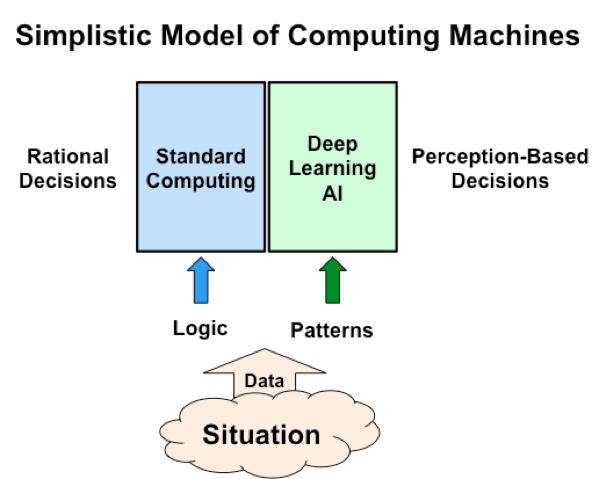 Simplistic Model of Computing Machines
Rational
Decisions
Standard
Computing
Deep
Learning
AI
Perception-Based
Decisions
Logic
Patterns
Data
Situation